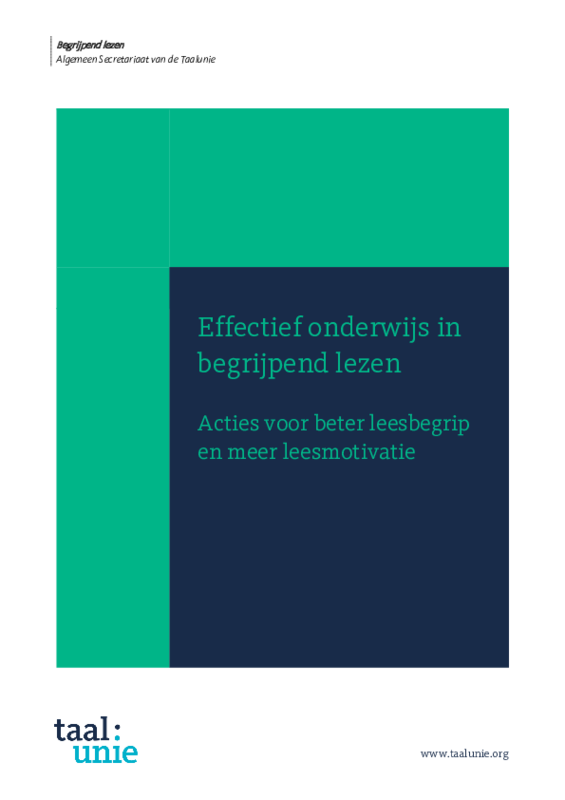 Begrijpend lezen
Algemeen Secretariaat van de Taalunie
Effectief onderwijs in
begrijpend lezen
Acties voor beter leesbegrip
en meer leesmotivatie
taal:
unie
www.taalunie.org